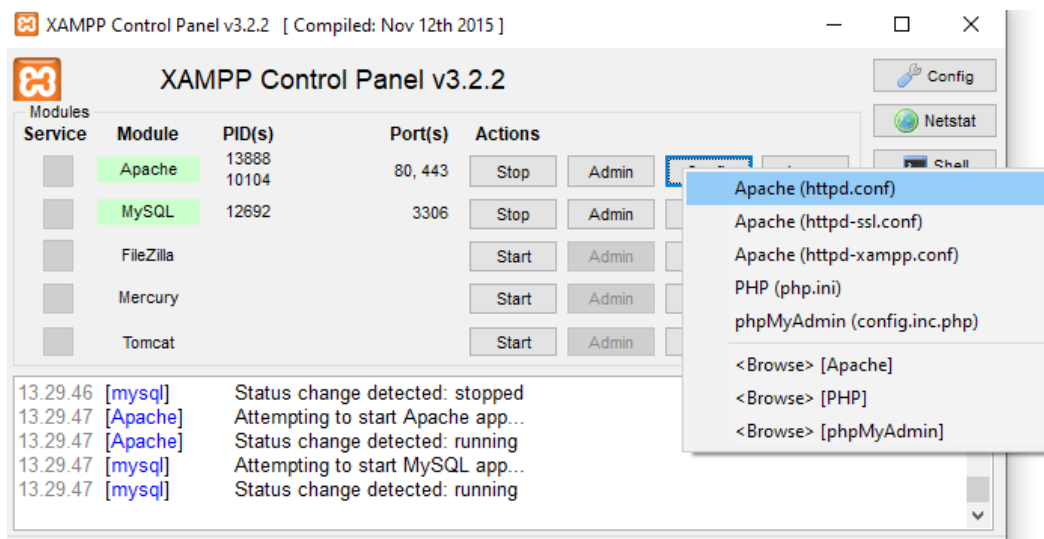 XAMPP Control Panel v3.2.2 [ Compiled: Nov 12th 2015 ]
XAMPP Control Panel v3.2.2
Config
Modules
Service Module PID(s) Port(s) Actions
Netstat
Apache 13888 10104 80, 443 Stop Admin
Shell
MySQL 12692 3306 Stop Admin
FileZilla Start Admin
Mercury Start Admin
Tomcat Start Admin
Apache (httpd.conf)
Apache (httpd-ssl.conf)
Apache (httpd-xampp.conf)
PHP (php.ini)
phpMyAdmin (config.inc.php)
<Browse> [Apache]
<Browse> [PHP]
<Browse> [phpMyAdmin]
13.29.46 [mysql] Status change detected: stopped
13.29.47 [Apache] Attempting to start Apache app...
13.29.47 [Apache] Status change detected: running
13.29.47 [mysql] Attempting to start MySQL app...
13.29.47 [mysql] Status change detected: running